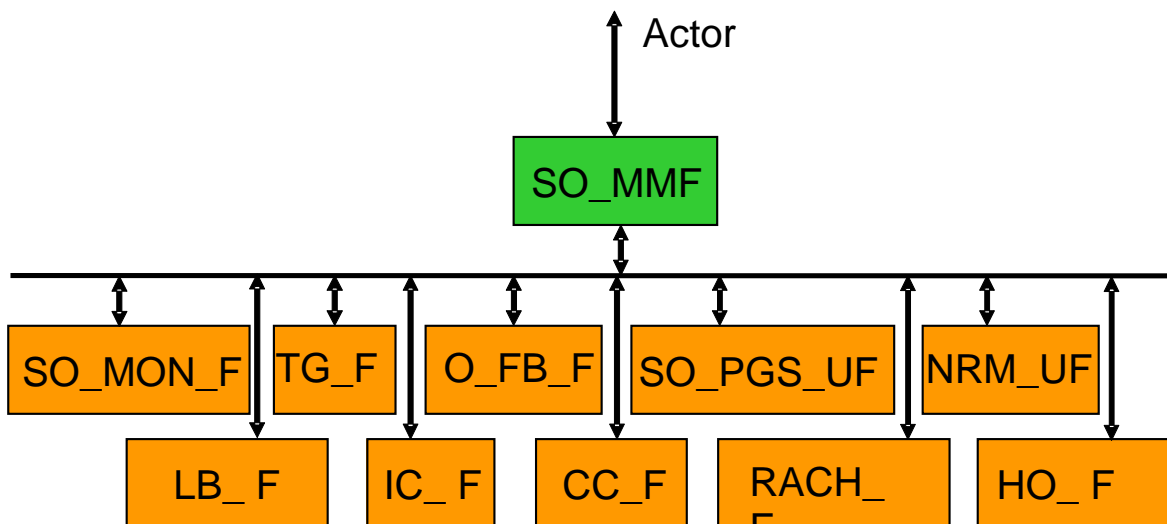 Actor
SO_MMF
SO_MON_F
TG_F
O_FB_F
SO_PGS_UF
NRM_UF
LB_ F
IC_ F
CC_F
RACH_
HO_ F